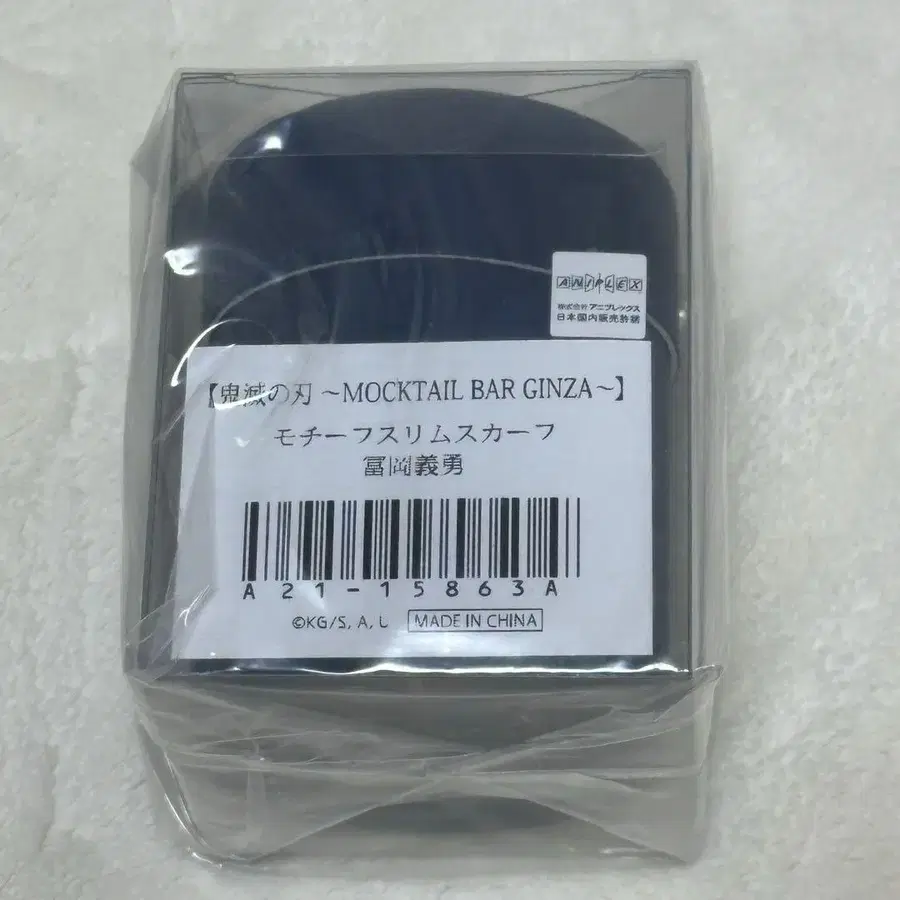 ANIPLEX
株式会社アニプレックス
日本国内販売許諾
【鬼滅の刃 ～MOCKTAIL BAR GINZA～】
モチーフスリムスカーフ
冨岡義勇
A21-15863A
©KG/S, A, U MADE IN CHINA